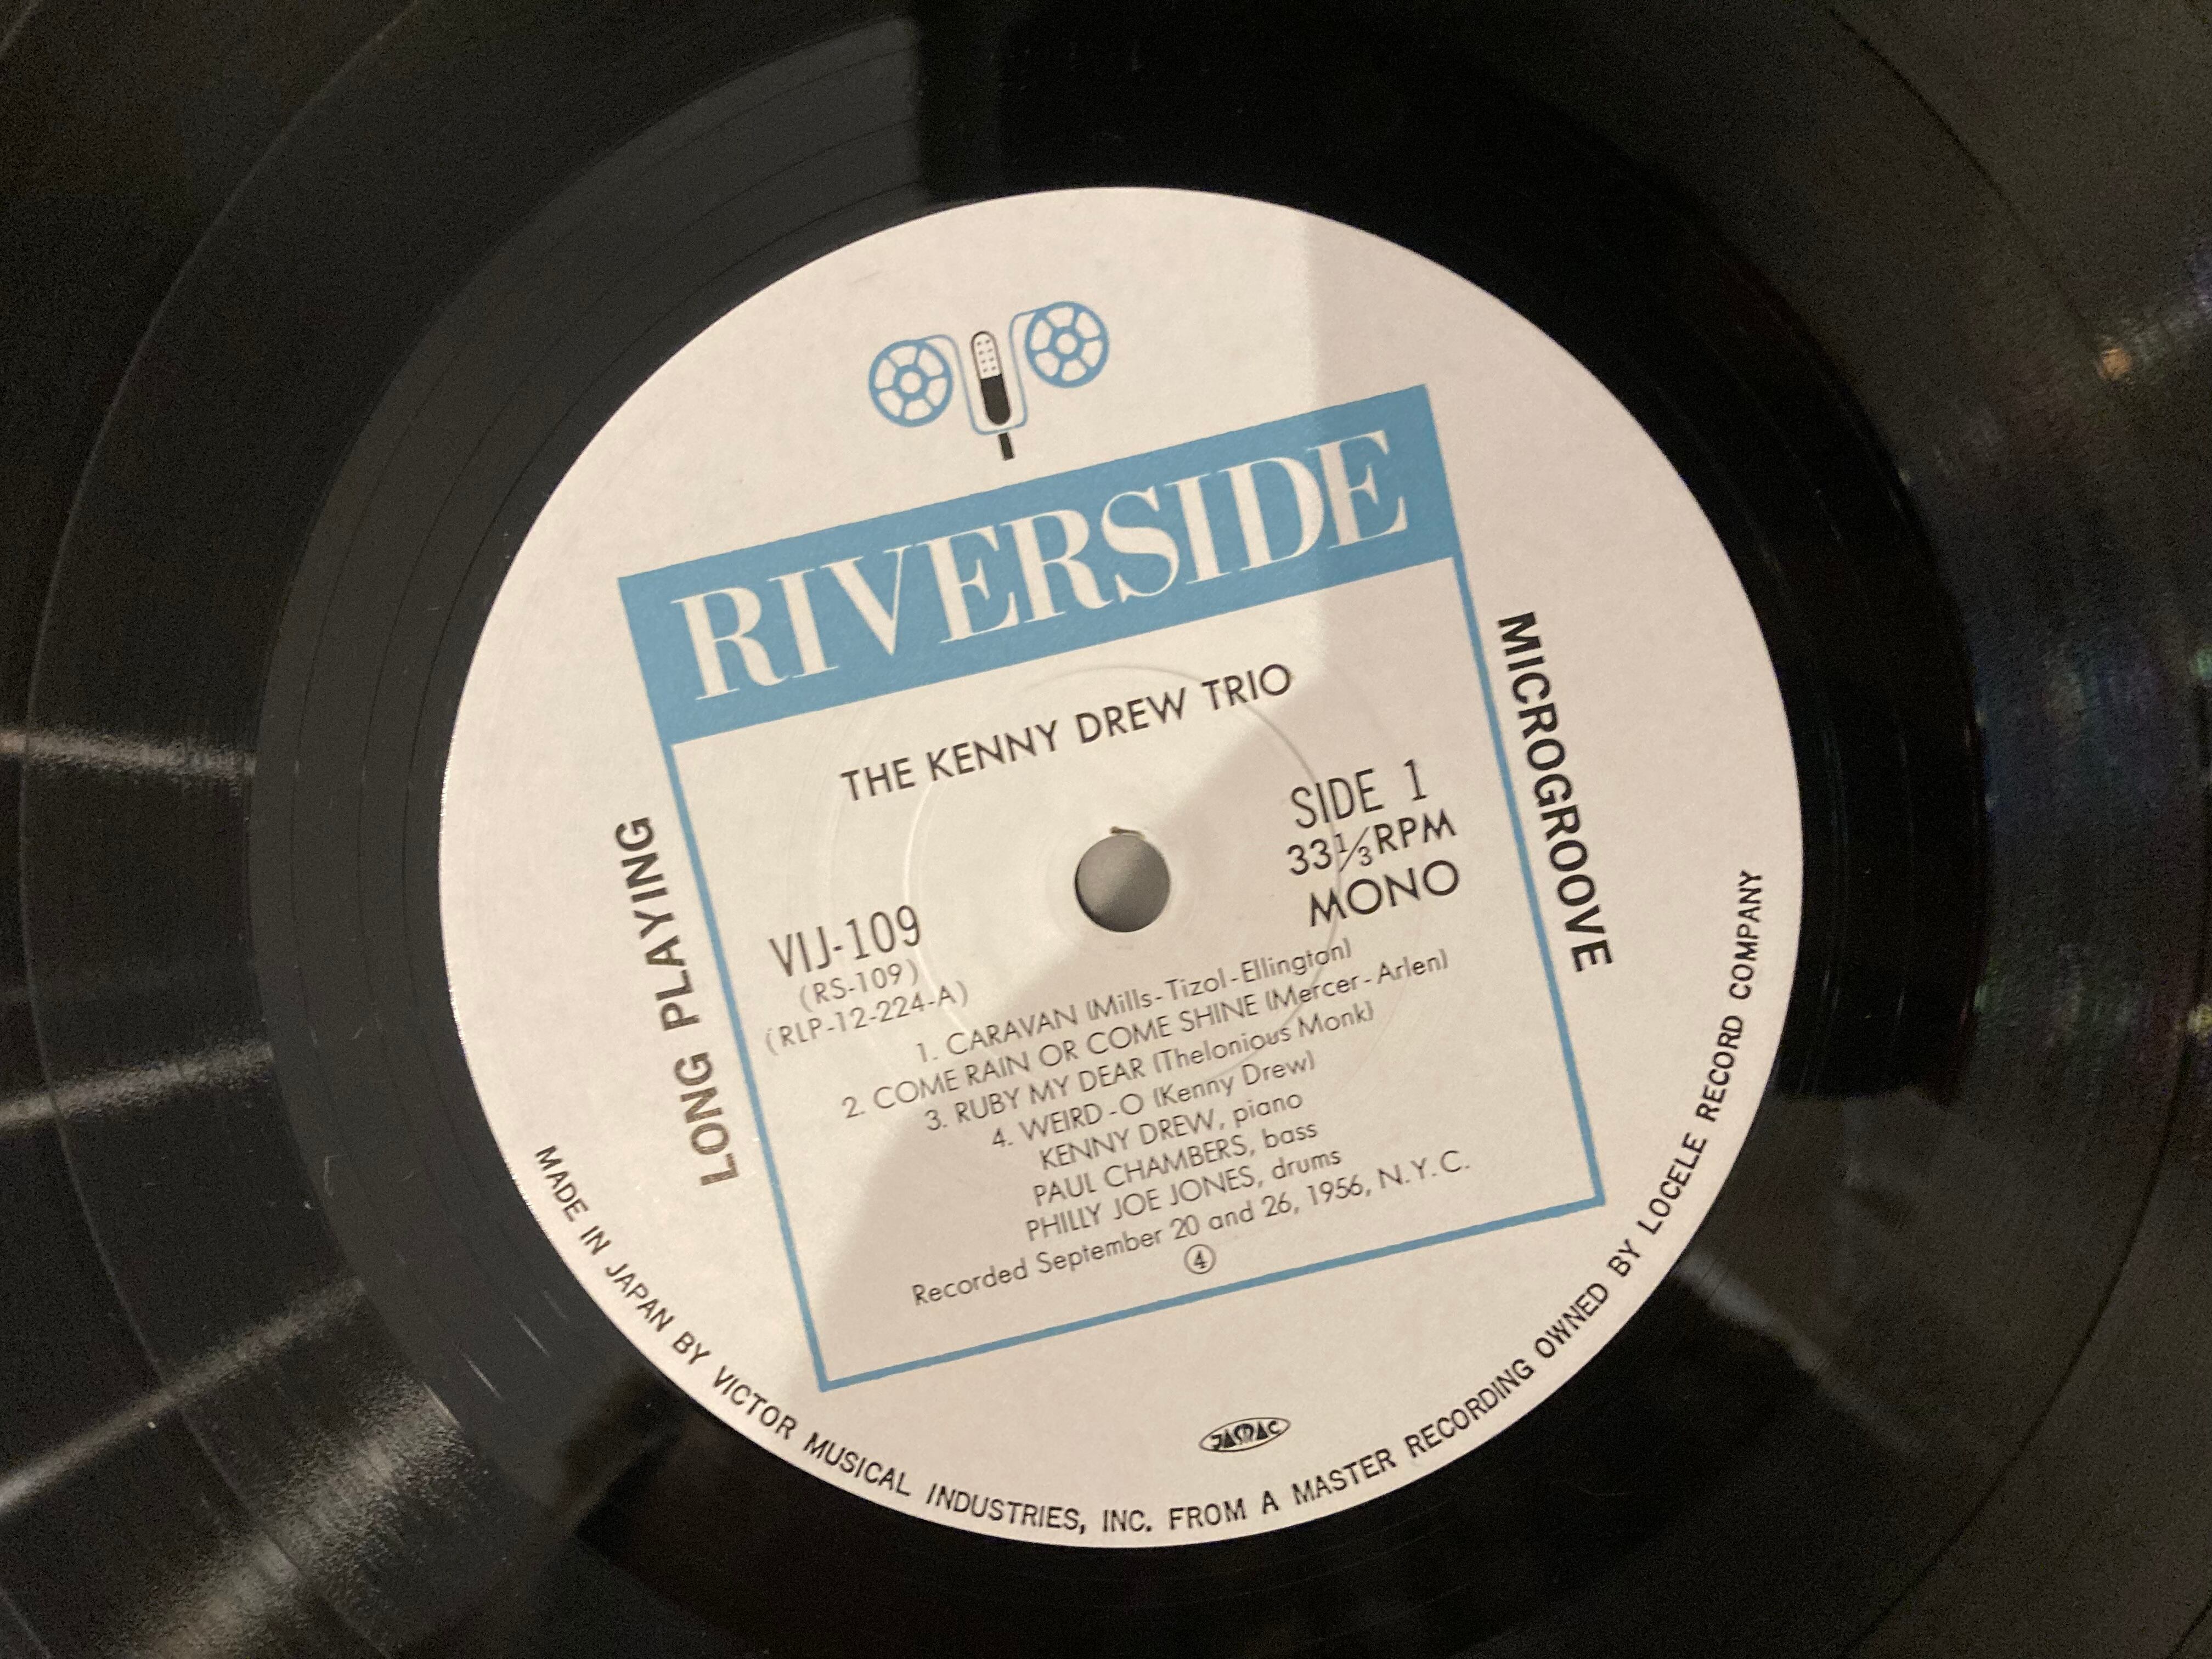 RIVERSIDE
THE KENNY DREW TRIO
SIDE 1
33⅓RPM
MONO
VIJ-109
(RS-109)
(RLP-12-224-A)
1. CARAVAN (Mills-Tizol-Ellington)
2. COME RAIN OR COME SHINE (Mercer-Arlen)
3. RUBY MY DEAR (Thelonious Monk)
4. WEIRD-O (Kenny Drew)
KENNY DREW, piano
PAUL CHAMBERS, bass
PHILLY JOE JONES, drums
Recorded September 20 and 26, 1956, N.Y.C.
④
LONG PLAYING
MICROGROOVE
JASRAC
MADE IN JAPAN BY VICTOR MUSICAL INDUSTRIES, INC. FROM A MASTER RECORDING OWNED BY LOCELE RECORD COMPANY